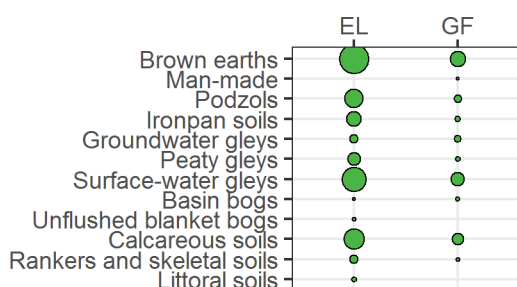 EL GF
Brown earths
Man-made
Podzols
Ironpan soils
Groundwater gleys
Peaty gleys
Surface-water gleys
Basin bogs
Unflushed blanket bogs
Calcareous soils
Rankers and skeletal soils
Littoral soils